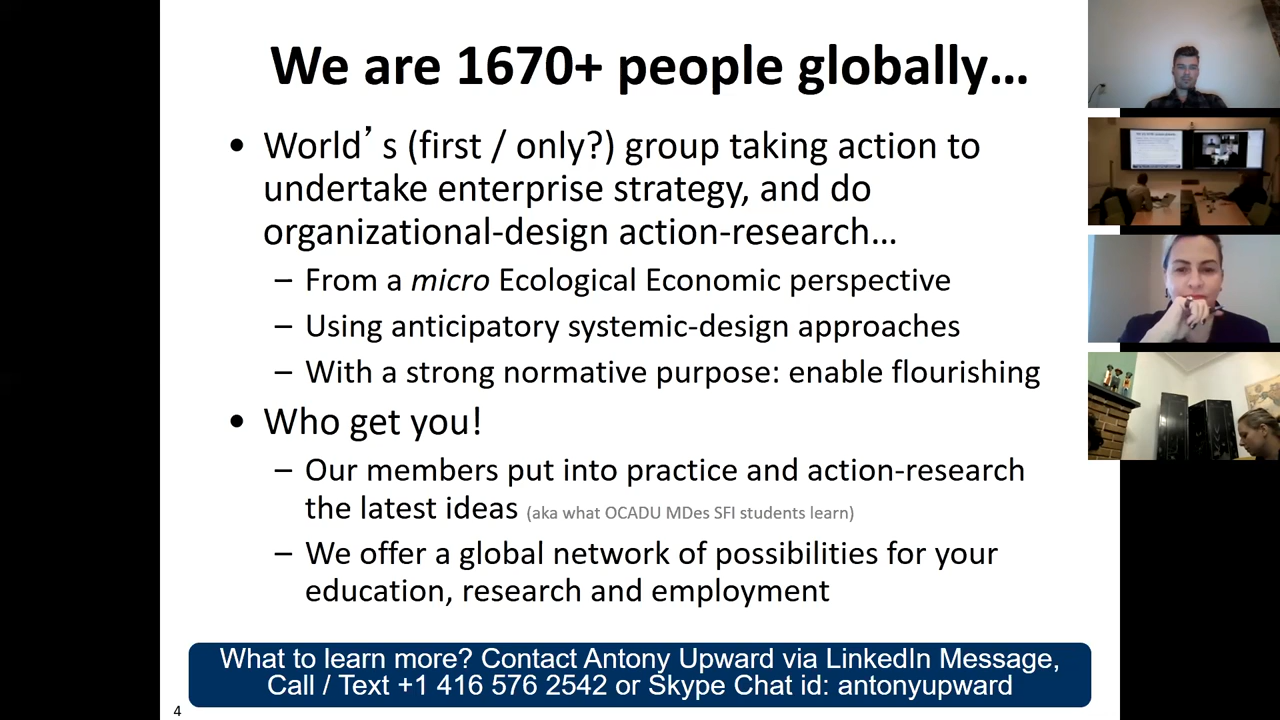 We are 1670+ people globally…
• World’s (first / only?) group taking action to
undertake enterprise strategy, and do
organizational-design action-research…
– From a micro Ecological Economic perspective
– Using anticipatory systemic-design approaches
– With a strong normative purpose: enable flourishing
• Who get you!
– Our members put into practice and action-research
the latest ideas (aka what OCADU MDes SFI students learn)
– We offer a global network of possibilities for your
education, research and employment
What to learn more? Contact Antony Upward via LinkedIn Message,
Call / Text +1 416 576 2542 or Skype Chat id: antonyupward
4